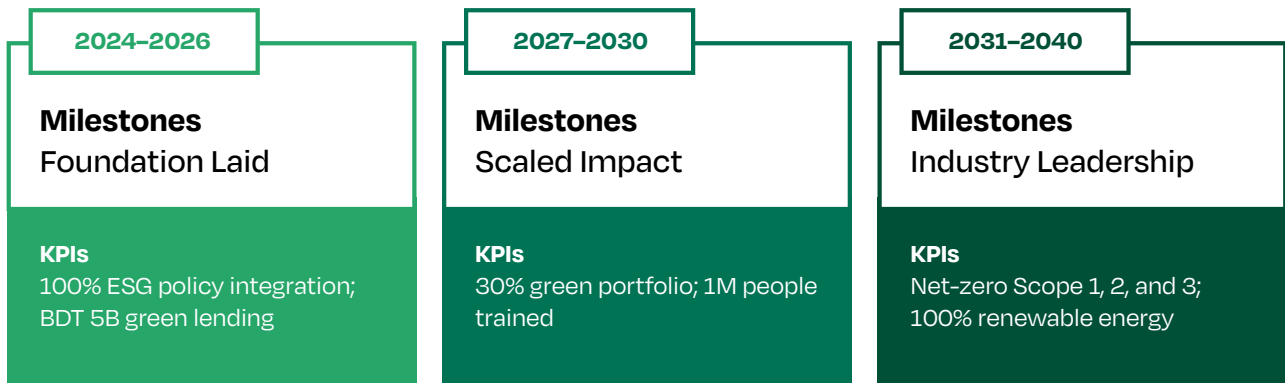 2024–2026
Milestones
Foundation Laid
KPIs
100% ESG policy integration;
BDT 5B green lending
2027–2030
Milestones
Scaled Impact
KPIs
30% green portfolio; 1M people
trained
2031–2040
Milestones
Industry Leadership
KPIs
Net-zero Scope 1, 2, and 3;
100% renewable energy